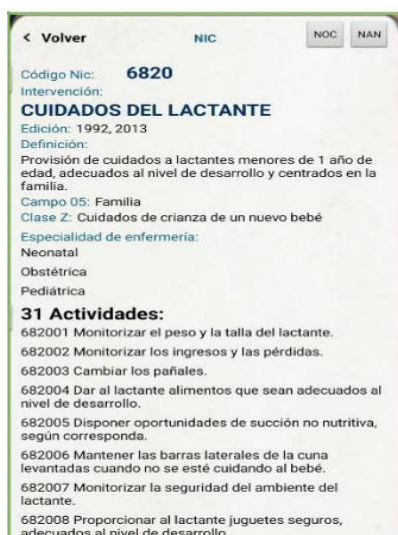 < Volver NIC NOC NAN
Código Nic: 6820
Intervención:
CUIDADOS DEL LACTANTE
Edición: 1992, 2013
Definición:
Provisión de cuidados a lactantes menores de 1 año de
edad, adecuados al nivel de desarrollo y centrados en la
familia.
Campo 05: Familia
Clase Z: Cuidados de crianza de un nuevo bebé
Especialidad de enfermería:
Neonatal
Obstétrica
Pediátrica
31 Actividades:
682001 Monitorizar el peso y la talla del lactante.
682002 Monitorizar los ingresos y las pérdidas.
682003 Cambiar los pañales.
682004 Dar al lactante alimentos que sean adecuados al
nivel de desarrollo.
682005 Disponer oportunidades de succión no nutritiva,
según corresponda.
682006 Mantener las barras laterales de la cuna
levantadas cuando no se esté cuidando al bebé.
682007 Monitorizar la seguridad del ambiente del
lactante.
682008 Proporcionar al lactante juguetes seguros,
adecuados al nivel de desarrollo